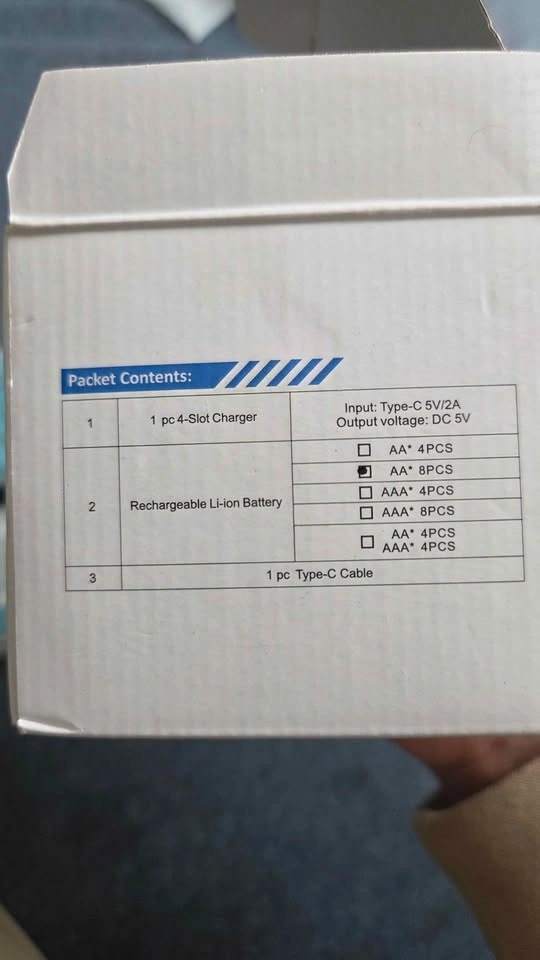 Packet Contents:
1
1 pc 4-Slot Charger
Input: Type-C 5V/2A
Output voltage: DC 5V
2
Rechargeable Li-ion Battery
AA* 4PCS
AA* 8PCS
AAA* 4PCS
AAA* 8PCS
AA* 4PCS
AAA* 4PCS
3
1 pc Type-C Cable